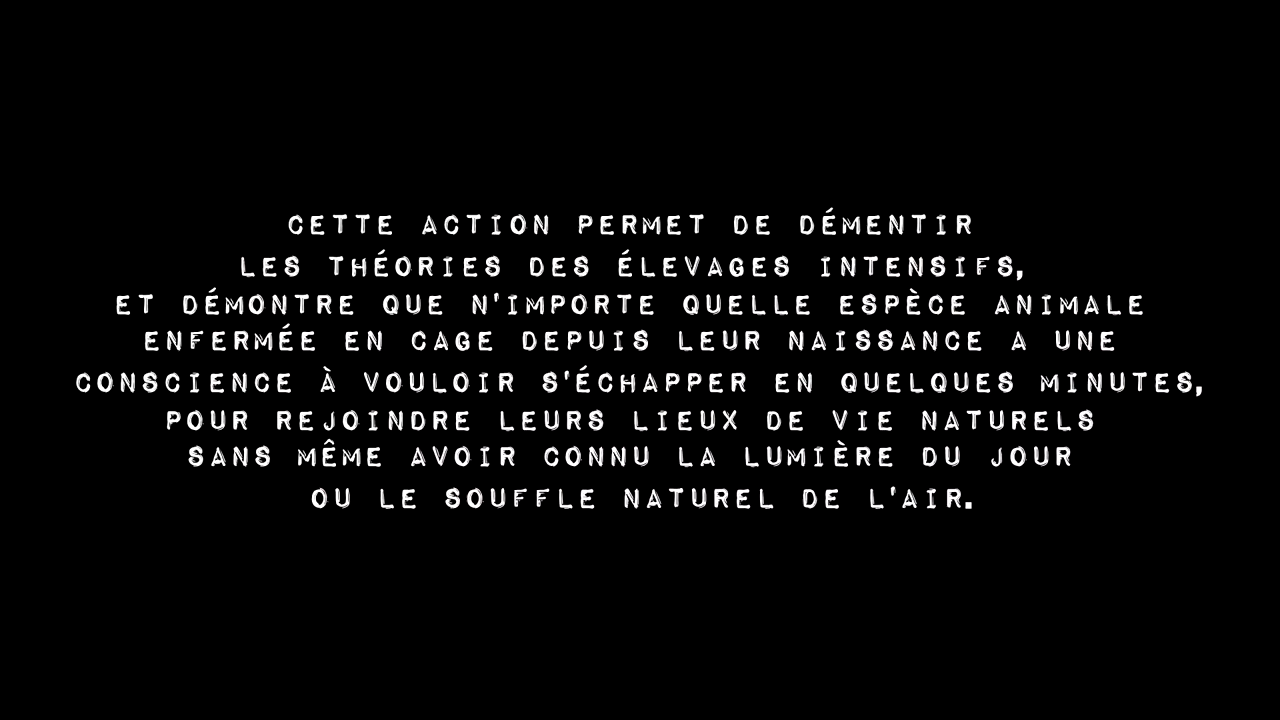 CETTE ACTION PERMET DE DÉMENTIR
LES THÉORIES DES ÉLEVAGES INTENSIFS,
ET DÉMONTRE QUE N'IMPORTE QUELLE ESPÈCE ANIMALE
ENFERMÉE EN CAGE DEPUIS LEUR NAISSANCE A UNE
CONSCIENCE À VOULOIR S'ÉCHAPPER EN QUELQUES MINUTES,
POUR REJOINDRE LEURS LIEUX DE VIE NATURELS
SANS MÊME AVOIR CONNU LA LUMIÈRE DU JOUR
OU LE SOUFFLE NATUREL DE L'AIR.